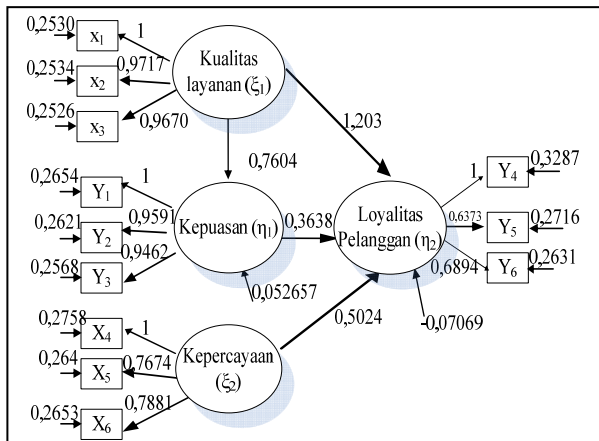 0,2530
x1
1
0,2534
x2
0,9717
0,2526
x3
0,9670
Kualitas
layanan (ξ1)
1,203
0,7604
0,2654
Y1
1
0,2621
Y2
0,9591
0,2568
Y3
0,9462
Kepuasan (η1)
0,3638
0,052657
Loyalitas
Pelanggan (η2)
1
Y4
0,3287
0,6373
Y5
0,2716
0,6894
Y6
0,2631
-0,07069
0,5024
0,2758
X4
1
0,264
X5
0,7674
0,2653
X6
0,7881
Kepercayaan
(ξ2)